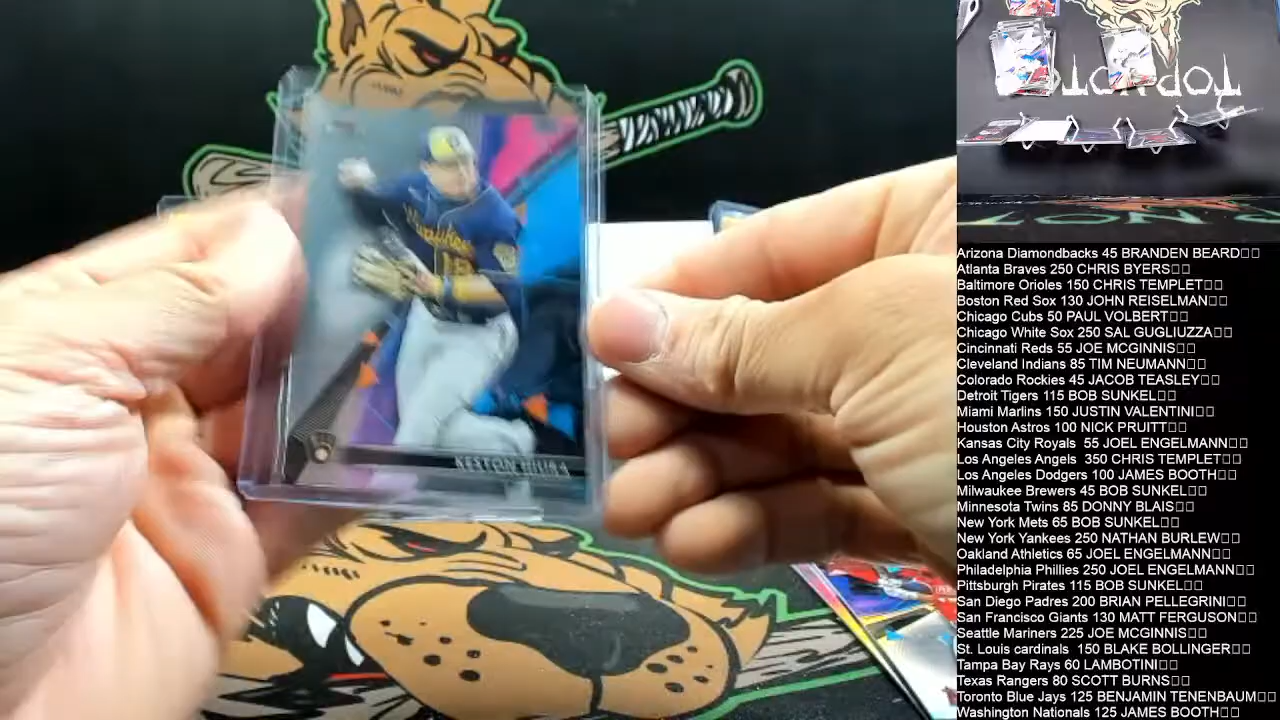 Milwaukee
18
KESTON HIURA
TOP NOTC
Arizona Diamondbacks 45 BRANDEN BEARD□□
Atlanta Braves 250 CHRIS BYERS□□
Baltimore Orioles 150 CHRIS TEMPLET□□
Boston Red Sox 130 JOHN REISELMAN□□
Chicago Cubs 50 PAUL VOLBERT□□
Chicago White Sox 250 SAL GUGLIUZZA□□
Cincinnati Reds 55 JOE MCGINNIS□□
Cleveland Indians 85 TIM NEUMANN□□
Colorado Rockies 45 JACOB TEASLEY□□
Detroit Tigers 115 BOB SUNKEL□□
Miami Marlins 150 JUSTIN VALENTINI□□
Houston Astros 100 NICK PRUITT□□
Kansas City Royals  55 JOEL ENGELMANN□□
Los Angeles Angels  350 CHRIS TEMPLET□□
Los Angeles Dodgers 100 JAMES BOOTH□□
Milwaukee Brewers 45 BOB SUNKEL□□
Minnesota Twins 85 DONNY BLAIS□□
New York Mets 65 BOB SUNKEL□□
New York Yankees 250 NATHAN BURLEW□□
Oakland Athletics 65 JOEL ENGELMANN□□
Philadelphia Phillies 250 JOEL ENGELMANN□□
Pittsburgh Pirates 115 BOB SUNKEL□□
San Diego Padres 200 BRIAN PELLEGRINI□□
San Francisco Giants 130 MATT FERGUSON□□
Seattle Mariners 225 JOE MCGINNIS□□
St. Louis cardinals  150 BLAKE BOLLINGER□□
Tampa Bay Rays 60 LAMBOTINI□□
Texas Rangers 80 SCOTT BURNS□□
Toronto Blue Jays 125 BENJAMIN TENENBAUM□□
Washington Nationals 125 JAMES BOOTH□□